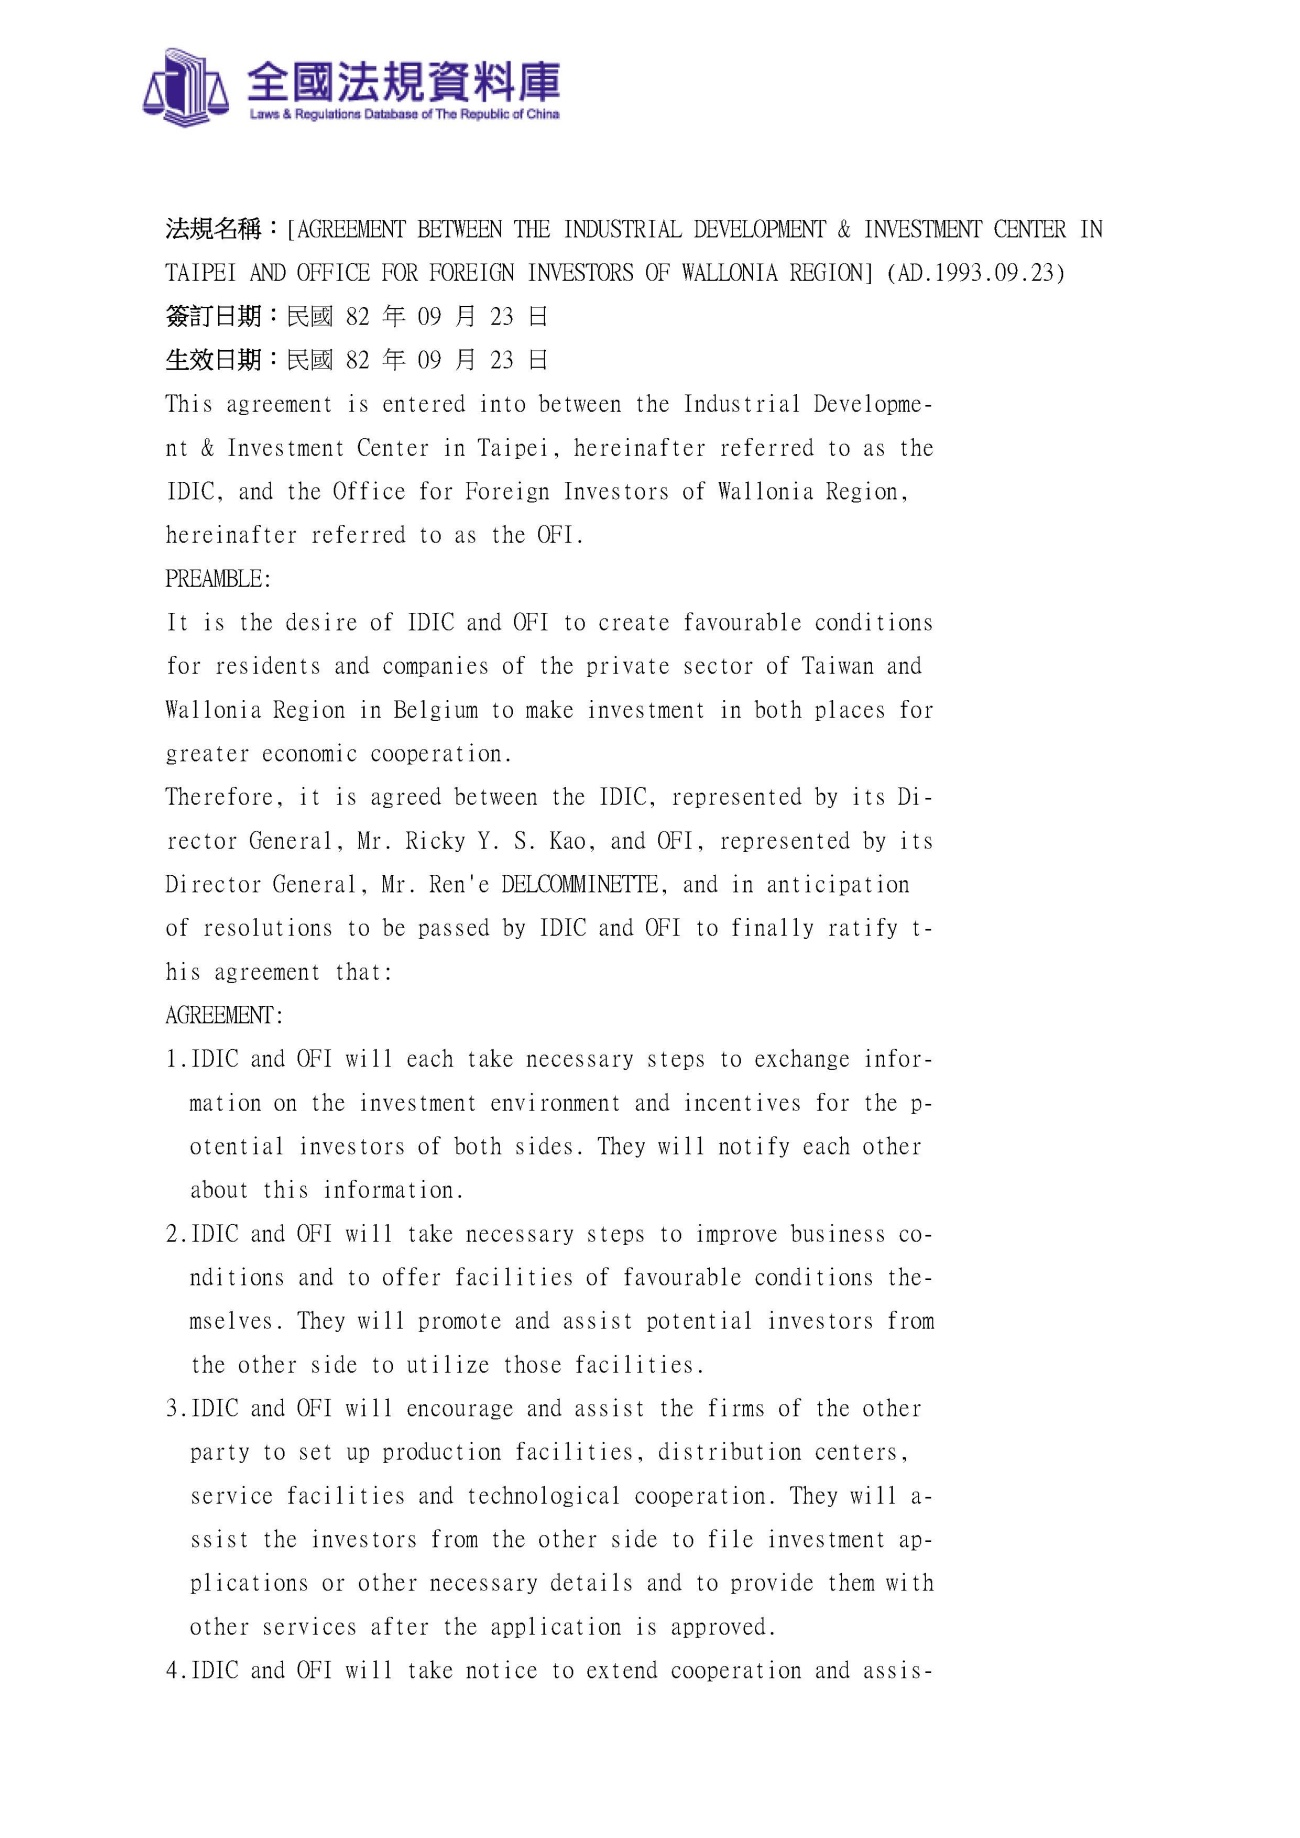 全國法規資料庫
Laws & Regulations Database of The Republic of China
法規名稱：[AGREEMENT BETWEEN THE INDUSTRIAL DEVELOPMENT & INVESTMENT CENTER IN
TAIPEI AND OFFICE FOR FOREIGN INVESTORS OF WALLONIA REGION] (AD.1993.09.23)
簽訂日期：民國 82 年 09 月 23 日
生效日期：民國 82 年 09 月 23 日
This agreement is entered into between the Industrial Developme-
nt & Investment Center in Taipei, hereinafter referred to as the
IDIC, and the Office for Foreign Investors of Wallonia Region,
hereinafter referred to as the OFI.
PREAMBLE:
It is the desire of IDIC and OFI to create favourable conditions
for residents and companies of the private sector of Taiwan and
Wallonia Region in Belgium to make investment in both places for
greater economic cooperation.
Therefore, it is agreed between the IDIC, represented by its Di-
rector General, Mr. Ricky Y. S. Kao, and OFI, represented by its
Director General, Mr. Ren'e DELCOMMINETTE, and in anticipation
of resolutions to be passed by IDIC and OFI to finally ratify t-
his agreement that:
AGREEMENT:
1.IDIC and OFI will each take necessary steps to exchange infor-
mation on the investment environment and incentives for the p-
otential investors of both sides. They will notify each other
about this information.
2.IDIC and OFI will take necessary steps to improve business co-
nditions and to offer facilities of favourable conditions the-
mselves. They will promote and assist potential investors from
the other side to utilize those facilities.
3.IDIC and OFI will encourage and assist the firms of the other
party to set up production facilities, distribution centers,
service facilities and technological cooperation. They will a-
ssist the investors from the other side to file investment ap-
plications or other necessary details and to provide them with
other services after the application is approved.
4.IDIC and OFI will take notice to extend cooperation and assis-